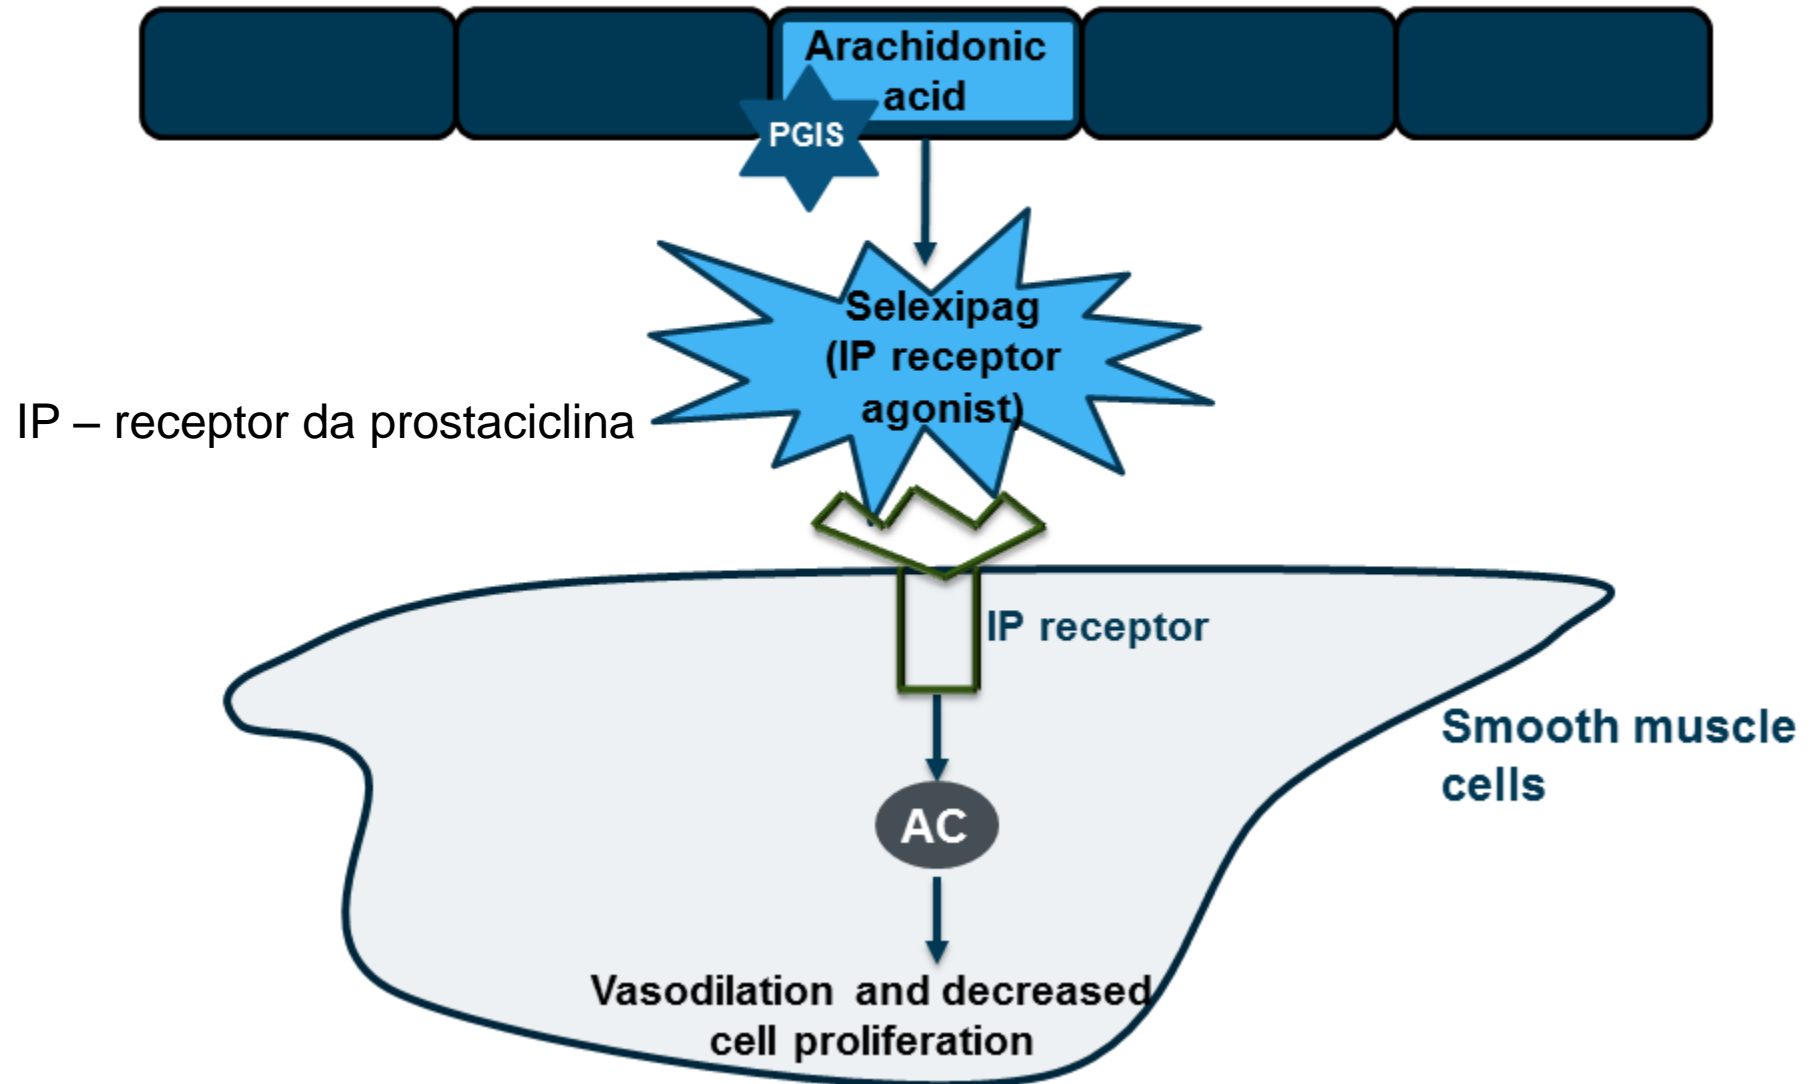 Arachidonic
acid
PGIS
Selexipag
(IP receptor
agonist)
IP – receptor da prostaciclina
IP receptor
Smooth muscle
cells
AC
Vasodilation and decreased
cell proliferation